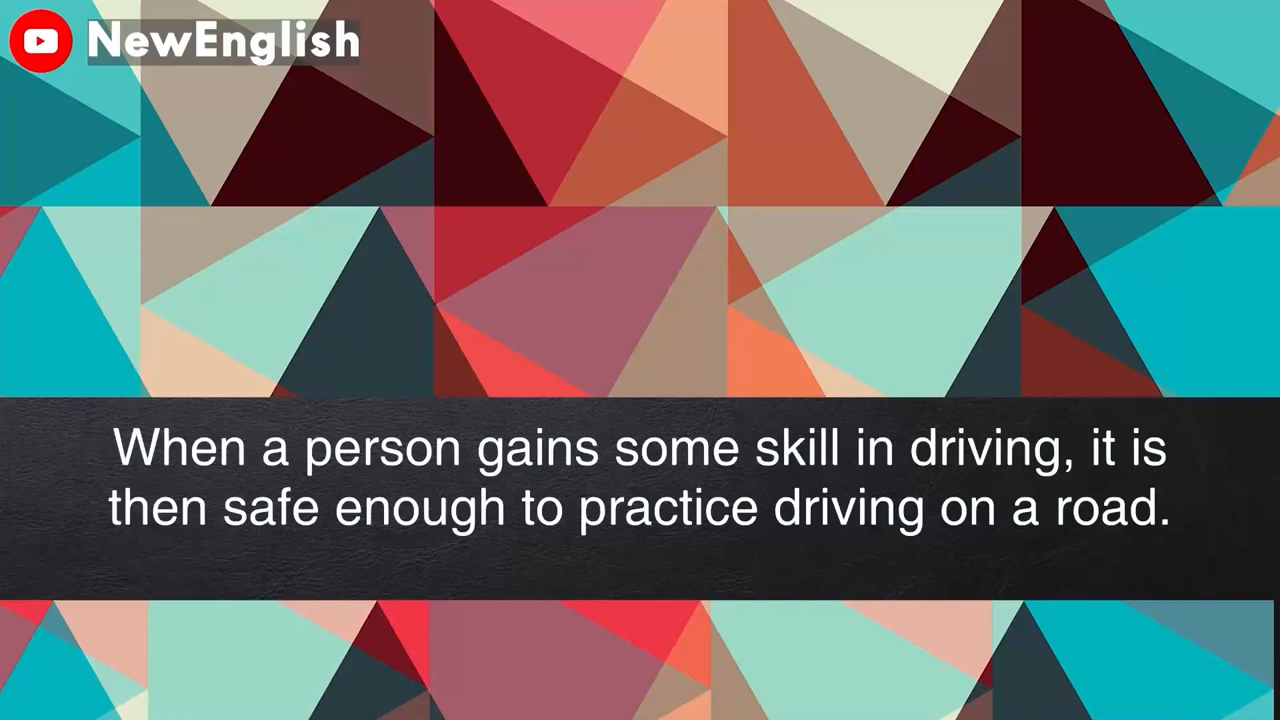 NewEnglish
When a person gains some skill in driving, it is
then safe enough to practice driving on a road.